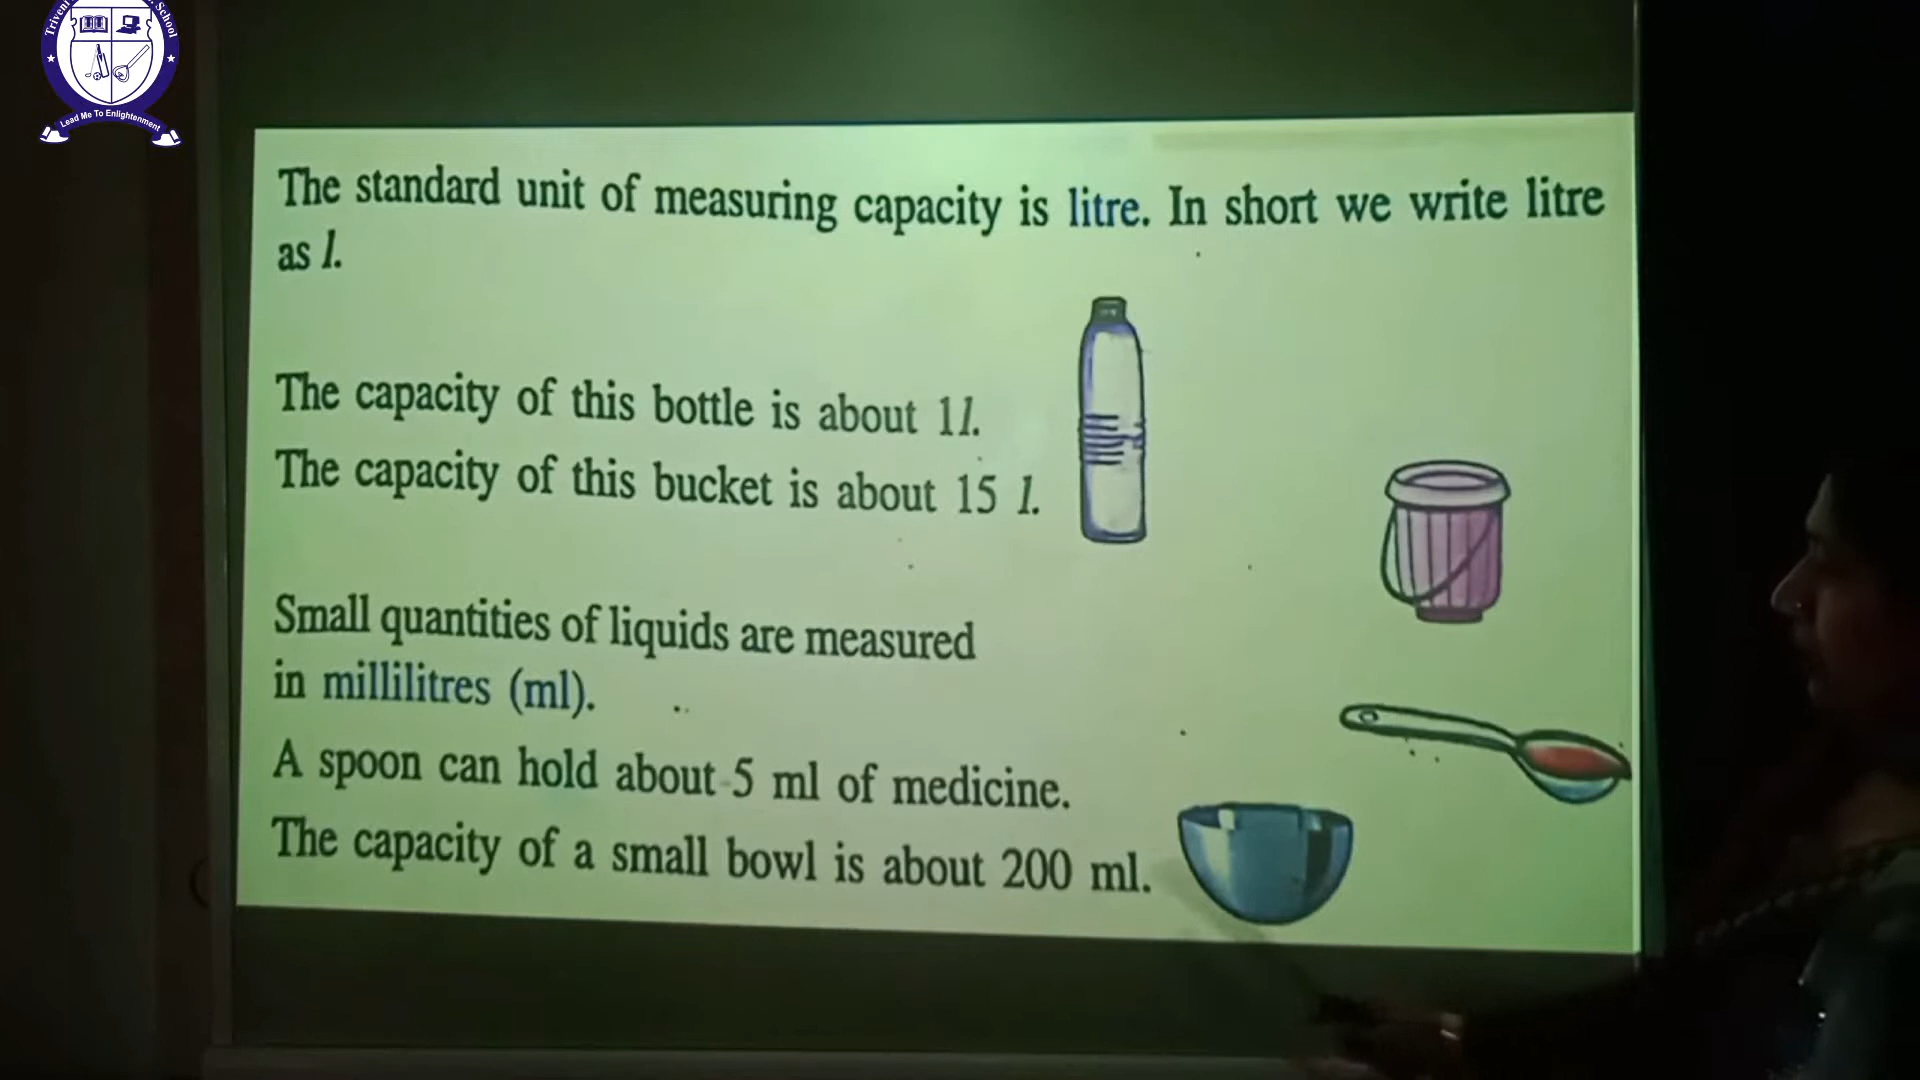 Triveni School
Lead Me To Enlightenment
The standard unit of measuring capacity is litre. In short we write litre
as l.
The capacity of this bottle is about 1l.
The capacity of this bucket is about 15 l.
Small quantities of liquids are measured
in millilitres (ml).
A spoon can hold about 5 ml of medicine.
The capacity of a small bowl is about 200 ml.